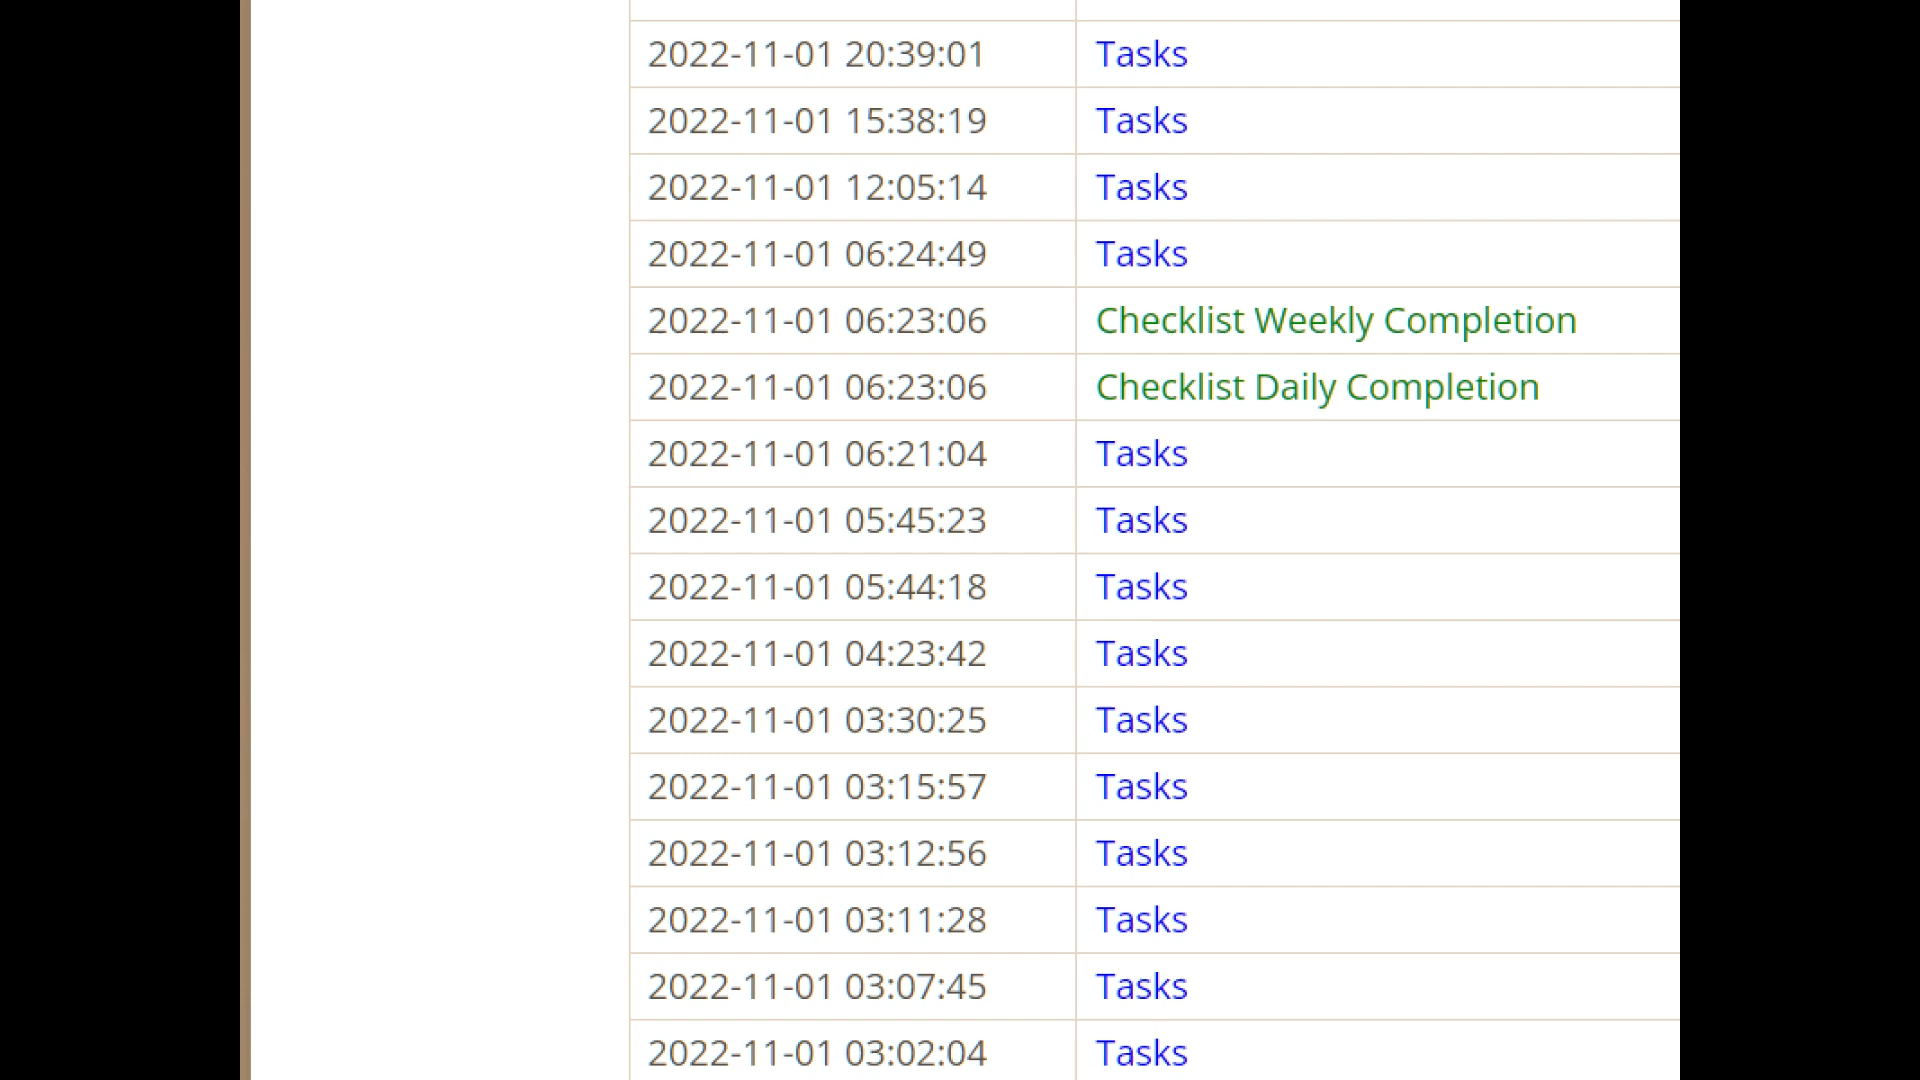 2022-11-01 20:39:01 Tasks
2022-11-01 15:38:19 Tasks
2022-11-01 12:05:14 Tasks
2022-11-01 06:24:49 Tasks
2022-11-01 06:23:06 Checklist Weekly Completion
2022-11-01 06:23:06 Checklist Daily Completion
2022-11-01 06:21:04 Tasks
2022-11-01 05:45:23 Tasks
2022-11-01 05:44:18 Tasks
2022-11-01 04:23:42 Tasks
2022-11-01 03:30:25 Tasks
2022-11-01 03:15:57 Tasks
2022-11-01 03:12:56 Tasks
2022-11-01 03:11:28 Tasks
2022-11-01 03:07:45 Tasks
2022-11-01 03:02:04 Tasks